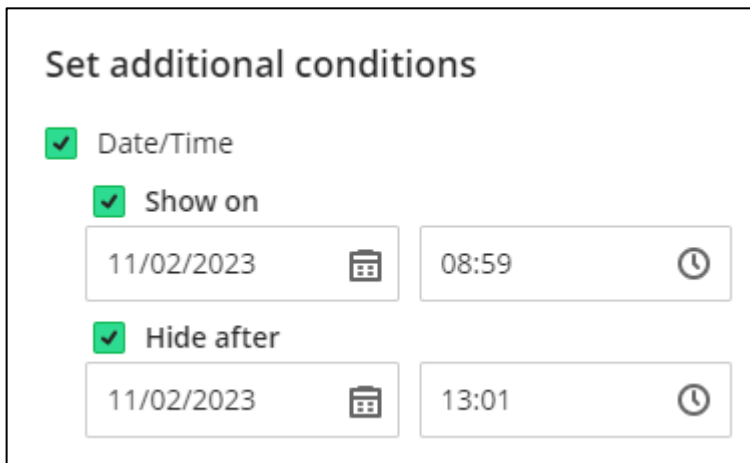 Set additional conditions
Date/Time
Show on
11/02/2023 08:59
Hide after
11/02/2023 13:01